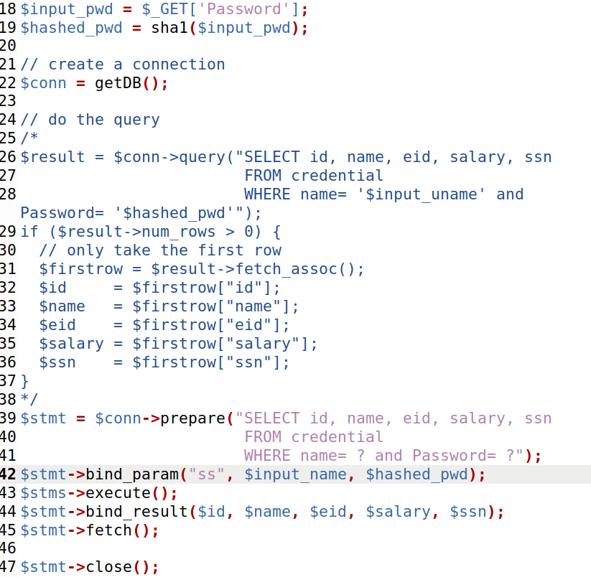 18 $input_pwd = $_GET['Password'];
19 $hashed_pwd = sha1($input_pwd);
20
21 // create a connection
22 $conn = getDB();
23
24 // do the query
25 /*
26 $result = $conn->query("SELECT id, name, eid, salary, ssn
27                         FROM credential
28                         WHERE name= '$input_uname' and
Password= '$hashed_pwd'");
29 if ($result->num_rows > 0) {
30   // only take the first row
31   $firstrow = $result->fetch_assoc();
32   $id     = $firstrow["id"];
33   $name   = $firstrow["name"];
34   $eid    = $firstrow["eid"];
35   $salary = $firstrow["salary"];
36   $ssn    = $firstrow["ssn"];
37 }
38 */
39 $stmt = $conn->prepare("SELECT id, name, eid, salary, ssn
40                         FROM credential
41                         WHERE name= ? and Password= ?");
42 $stmt->bind_param("ss", $input_name, $hashed_pwd);
43 $stms->execute();
44 $stmt->bind_result($id, $name, $eid, $salary, $ssn);
45 $stmt->fetch();
46
47 $stmt->close();